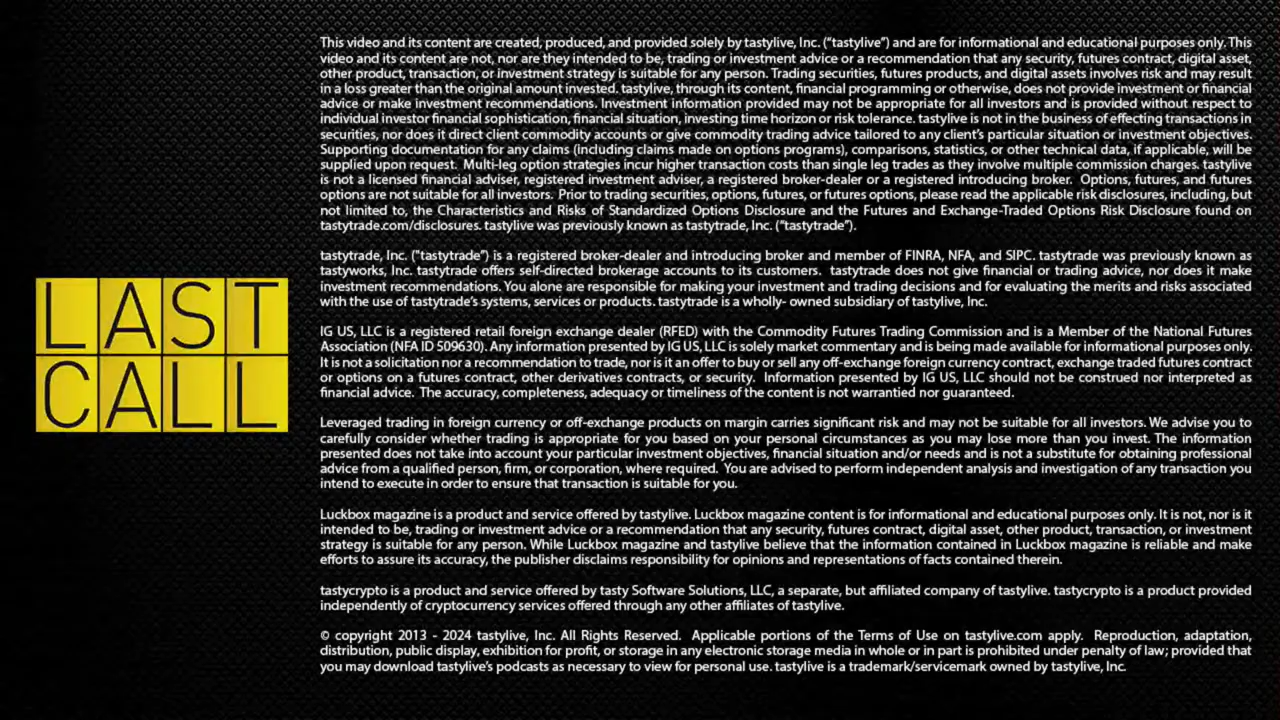 LAST
CALL
This video and its content are created, produced, and provided solely by tastylive, Inc. (“tastylive”) and are for informational and educational purposes only. This
video and its content are not, nor are they intended to be, trading or investment advice or a recommendation that any security, futures contract, digital asset,
other product, transaction, or investment strategy is suitable for any person. Trading securities, futures products, and digital assets involves risk and may result
in a loss greater than the original amount invested. tastylive, through its content, financial programming or otherwise, does not provide investment or financial
advice or make investment recommendations. Investment information provided may not be appropriate for all investors and is provided without respect to
individual investor financial sophistication, financial situation, investing time horizon or risk tolerance. tastylive is not in the business of effecting transactions in
securities, nor does it direct client commodity accounts or give commodity trading advice tailored to any client’s particular situation or investment objectives.
Supporting documentation for any claims (including claims made on options programs), comparisons, statistics, or other technical data, if applicable, will be
supplied upon request. Multi-leg option strategies incur higher transaction costs than single leg trades as they involve multiple commission charges. tastylive
is not a licensed financial adviser, registered investment adviser, a registered broker-dealer or a registered introducing broker. Options, futures, and futures
options are not suitable for all investors. Prior to trading securities, options, futures, or futures options, please read the applicable risk disclosures, including, but
not limited to, the Characteristics and Risks of Standardized Options Disclosure and the Futures and Exchange-Traded Options Risk Disclosure found on
tastytrade.com/disclosures. tastylive was previously known as tastytrade, Inc. (“tastytrade”).
tastytrade, Inc. ("tastytrade”) is a registered broker-dealer and introducing broker and member of FINRA, NFA, and SIPC. tastytrade was previously known as
tastyworks, Inc. tastytrade offers self-directed brokerage accounts to its customers. tastytrade does not give financial or trading advice, nor does it make
investment recommendations. You alone are responsible for making your investment and trading decisions and for evaluating the merits and risks associated
with the use of tastytrade’s systems, services or products. tastytrade is a wholly- owned subsidiary of tastylive, Inc.
IG US, LLC is a registered retail foreign exchange dealer (RFED) with the Commodity Futures Trading Commission and is a Member of the National Futures
Association (NFA ID 509630). Any information presented by IG US, LLC is solely market commentary and is being made available for informational purposes only.
It is not a solicitation nor a recommendation to trade, nor is it an offer to buy or sell any off-exchange foreign currency contract, exchange traded futures contract
or options on a futures contract, other derivatives contracts, or security. Information presented by IG US, LLC should not be construed nor interpreted as
financial advice. The accuracy, completeness, adequacy or timeliness of the content is not warrantied nor guaranteed.
Leveraged trading in foreign currency or off-exchange products on margin carries significant risk and may not be suitable for all investors. We advise you to
carefully consider whether trading is appropriate for you based on your personal circumstances as you may lose more than you invest. The information
presented does not take into account your particular investment objectives, financial situation and/or needs and is not a substitute for obtaining professional
advice from a qualified person, firm, or corporation, where required. You are advised to perform independent analysis and investigation of any transaction you
intend to execute in order to ensure that transaction is suitable for you.
Luckbox magazine is a product and service offered by tastylive. Luckbox magazine content is for informational and educational purposes only. It is not, nor is it
intended to be, trading or investment advice or a recommendation that any security, futures contract, digital asset, other product, transaction, or investment
strategy is suitable for any person. While Luckbox magazine and tastylive believe that the information contained in Luckbox magazine is reliable and make
efforts to assure its accuracy, the publisher disclaims responsibility for opinions and representations of facts contained therein.
tastycrypto is a product and service offered by tasty Software Solutions, LLC, a separate, but affiliated company of tastylive. tastycrypto is a product provided
independently of cryptocurrency services offered through any other affiliates of tastylive.
© copyright 2013 - 2024 tastylive, Inc. All Rights Reserved. Applicable portions of the Terms of Use on tastylive.com apply. Reproduction, adaptation,
distribution, public display, exhibition for profit, or storage in any electronic storage media in whole or in part is prohibited under penalty of law; provided that
you may download tastylive’s podcasts as necessary to view for personal use. tastylive is a trademark/servicemark owned by tastylive, Inc.